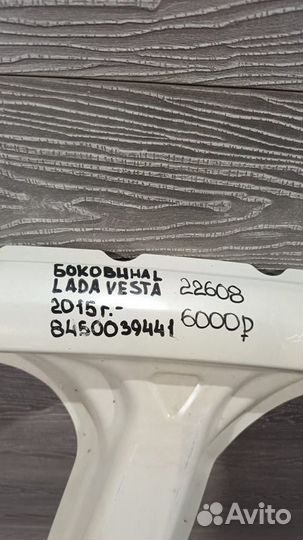 БОКОВИНА L
LADA VESTA 22608
2015г.- 6000₽
8450039441
Avito